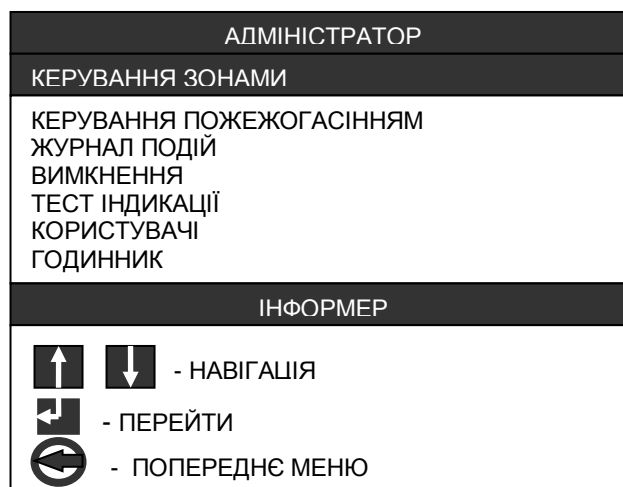 АДМІНІСТРАТОР
КЕРУВАННЯ ЗОНАМИ
КЕРУВАННЯ ПОЖЕЖОГАСІННЯМ
ЖУРНАЛ ПОДІЙ
ВИМКНЕННЯ
ТЕСТ ІНДИКАЦІЇ
КОРИСТУВАЧІ
ГОДИННИК
ІНФОРМЕР
- НАВІГАЦІЯ
- ПЕРЕЙТИ
- ПОПЕРЕДНЄ МЕНЮ